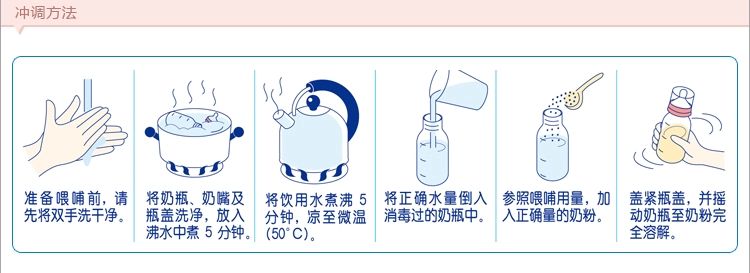 冲调方法
准备喂哺前，请
先将双手洗干净。
将奶瓶、奶嘴及
瓶盖洗净，放入
沸水中煮 5 分钟。
将饮用水煮沸 5
分钟，凉至微温
(50°C)。
将正确水量倒入
消毒过的奶瓶中。
参照喂哺用量，加
入正确量的奶粉。
盖紧瓶盖，并摇
动奶瓶至奶粉完
全溶解。